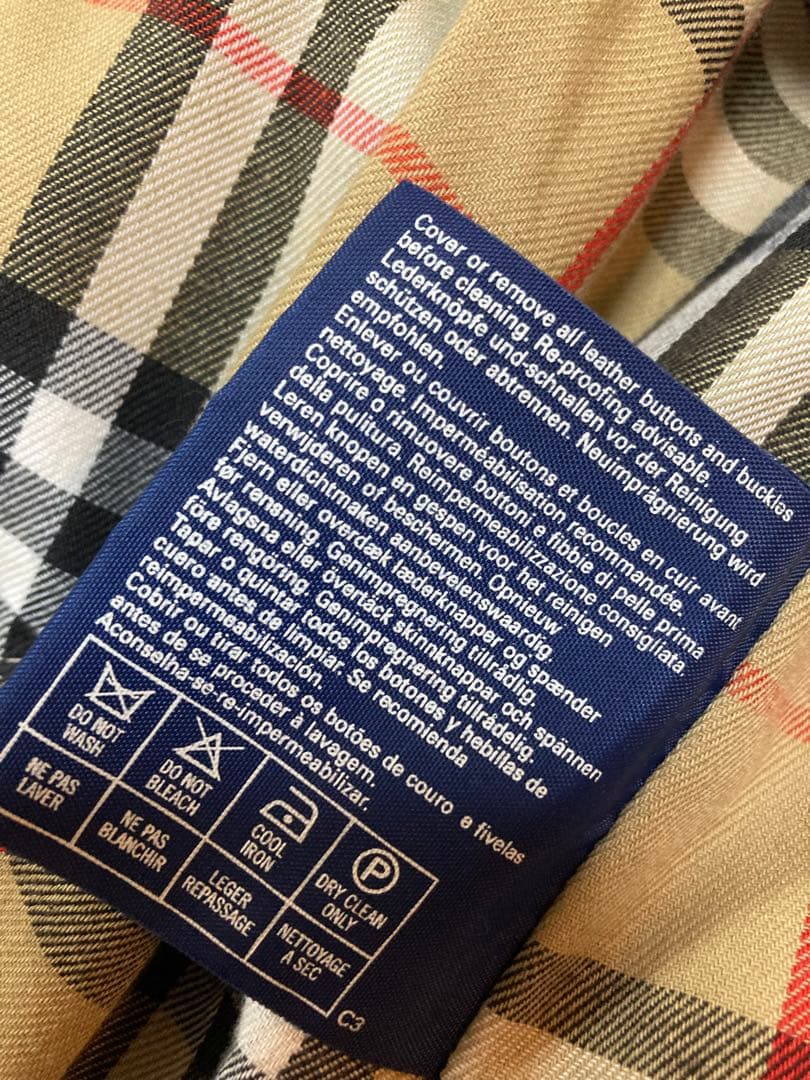 Cover or remove all leather buttons and buckles
before cleaning. Re-proofing advisable.
Lederknöpfe und-schnallen vor der Reinigung
schützen oder abtrennen. Neuimprägnierung wird
empfohlen.
Enlever ou couvrir boutons et boucles en cuir avant
nettoyage. Imperméabilisation recommandée.
Coprire o rimuovere bottoni e fibbie di pelle prima
della pulitura. Reimpermeabilizzazione consigliata.
Leren knopen en gespen voor het reinigen
verwijderen of beschermen. Opnieuw
waterdichtmaken aanbevelenswaardig.
Fjern eller overdæk læderknappar og spænder
før rensning. Genimpregnering tilrådig.
Avlagsna eller övertäck skinnknappar och spännen
före rengöring. Genimpregnering tillrådelig.
Tapar o quintar todos los botones y hebillas de
cuero antes de limpiar. Se recomienda
reimpermeabilización.
Cobrir ou tirar todos os botões de couro e fivelas
antes de se proceder à lavagem.
Aconselha-se re-impermeabilizar.
DO NOT
WASH
DO NOT
BLEACH
COOL
IRON
P
DRY CLEAN
ONLY
NE PAS
LAVER
NE PAS
BLANCHIR
LEGER
REPASSAGE
NETTOYAGE
A SEC
C3